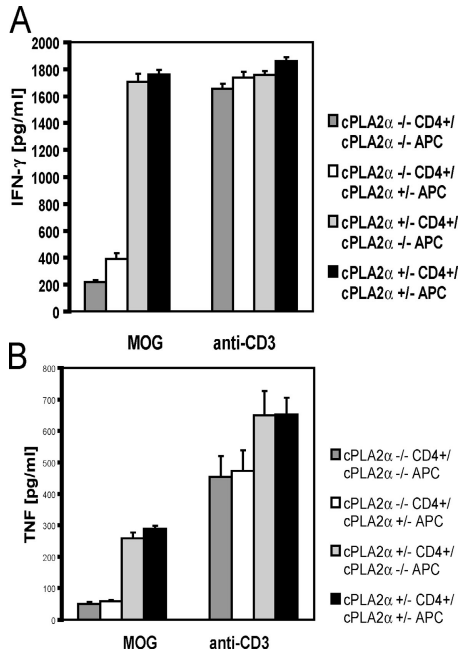 A
IFN-γ [pg/ml]
2000
1800
1600
1400
1200
1000
800
600
400
200
0
MOG
anti-CD3
cPLA2α -/- CD4+/
cPLA2α -/- APC
cPLA2α -/- CD4+/
cPLA2α +/- APC
cPLA2α +/- CD4+/
cPLA2α -/- APC
cPLA2α +/- CD4+/
cPLA2α +/- APC
B
TNF [pg/ml]
800
700
600
500
400
300
200
100
0
MOG
anti-CD3
cPLA2α -/- CD4+/
cPLA2α -/- APC
cPLA2α -/- CD4+/
cPLA2α +/- APC
cPLA2α +/- CD4+/
cPLA2α -/- APC
cPLA2α +/- CD4+/
cPLA2α +/- APC